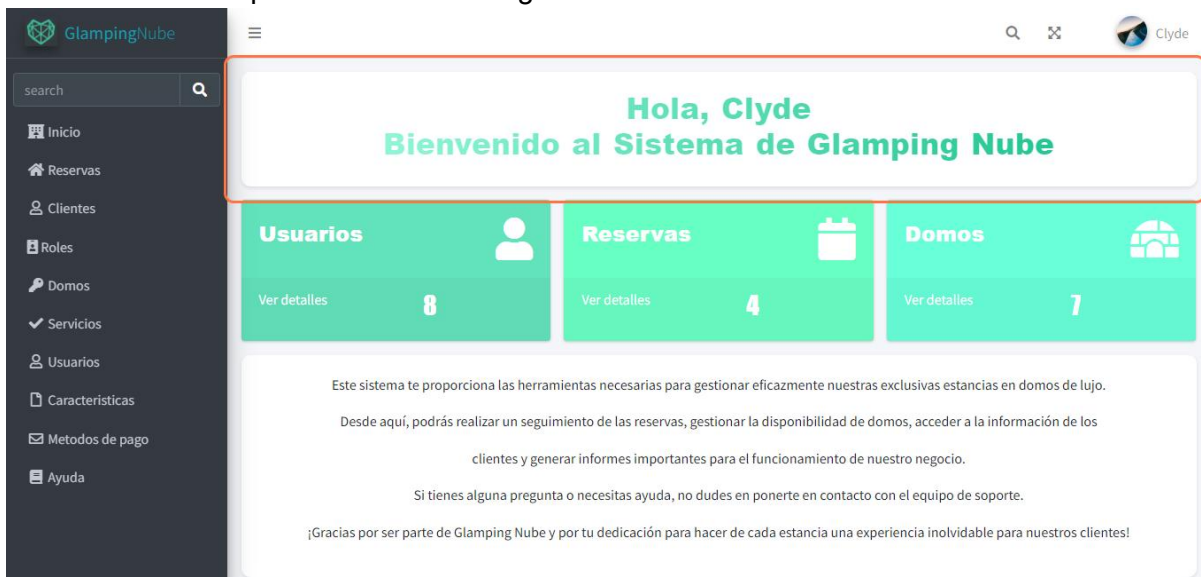 GlampingNube
Clyde
search
Inicio
Reservas
Clientes
Roles
Domos
Servicios
Usuarios
Caracteristicas
Metodos de pago
Ayuda
Hola, Clyde
Bienvenido al Sistema de Glamping Nube
Usuarios
Ver detalles 8
Reservas
Ver detalles 4
Domos
Ver detalles 7
Este sistema te proporciona las herramientas necesarias para gestionar eficazmente nuestras exclusivas estancias en domos de lujo.
Desde aquí, podrás realizar un seguimiento de las reservas, gestionar la disponibilidad de domos, acceder a la información de los
clientes y generar informes importantes para el funcionamiento de nuestro negocio.
Si tienes alguna pregunta o necesitas ayuda, no dudes en ponerte en contacto con el equipo de soporte.
¡Gracias por ser parte de Glamping Nube y por tu dedicación para hacer de cada estancia una experiencia inolvidable para nuestros clientes!